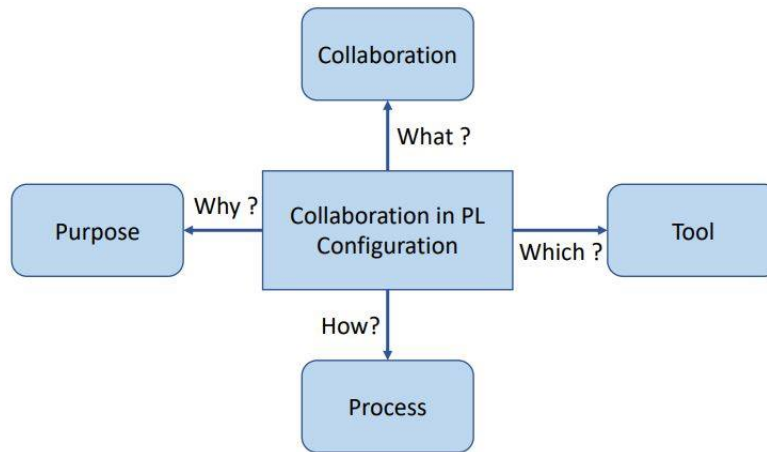 Collaboration
What ?
Why ?
Purpose
Collaboration in PL
Configuration
Which ?
Tool
How?
Process